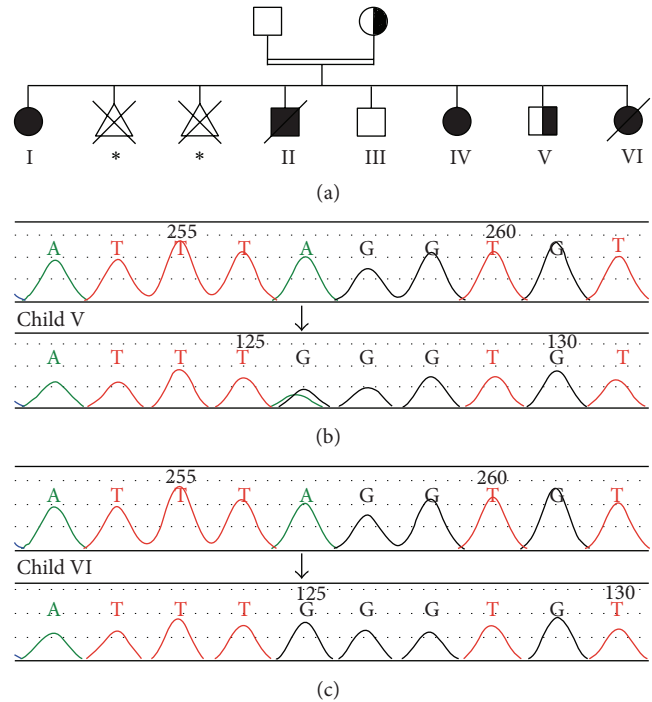 I * * II III IV V VI
(a)
255 260
A T T T A G G T G T
Child V
125 130
A T T T G G G T G T
(b)
255 260
A T T T A G G T G T
Child VI
125 130
A T T T G G G T G T
(c)